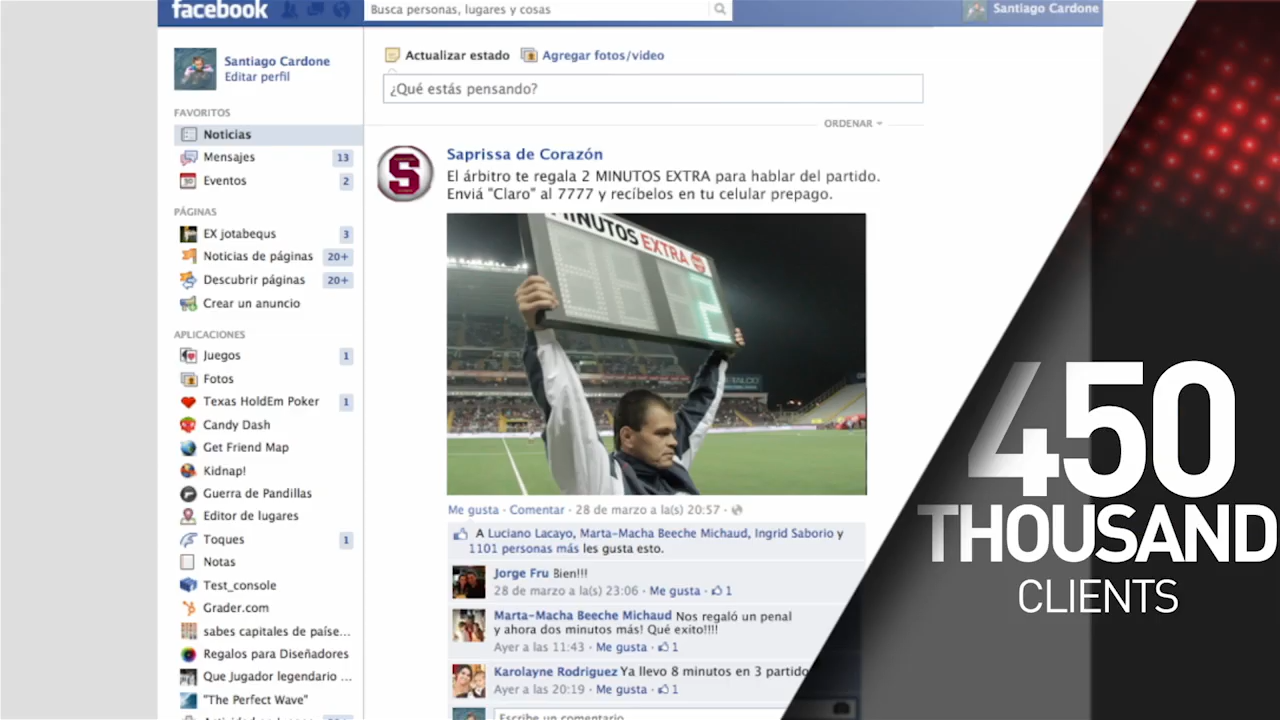 facebook
Busca personas, lugares y cosas
Santiago Cardone
Santiago Cardone
Editar perfil
FAVORITOS
Noticias
Mensajes 13
Eventos 2
PÁGINAS
EX jotabequs 3
Noticias de páginas 20+
Descubrir páginas 20+
Crear un anuncio
APLICACIONES
Juegos 1
Fotos
Texas HoldEm Poker 1
Candy Dash
Get Friend Map
Kidnap!
Guerra de Pandillas
Editor de lugares
Toques 1
Notas
Test_console
Grader.com
sabes capitales de paíse...
Regalos para Diseñadores
Que Jugador legendario ...
"The Perfect Wave"
Actualizar estado Agregar fotos/video
¿Qué estás pensando?
ORDENAR
S
Saprissa de Corazón
El árbitro te regala 2 MINUTOS EXTRA para hablar del partido.
Enviá "Claro" al 7777 y recíbelos en tu celular prepago.
MINUTOS EXTRA
2
Me gusta · Comentar · 28 de marzo a la(s) 20:57 ·
A Luciano Lacayo, Marta-Macha Beeche Michaud, Ingrid Saborio y
1101 personas más les gusta esto.
Jorge Fru Bien!!!
28 de marzo a la(s) 23:06 · Me gusta · 1
Marta-Macha Beeche Michaud Nos regaló un penal
y ahora dos minutos más! Qué exito!!!!
Ayer a las 11:43 · Me gusta · 1
Karolayne Rodriguez Ya llevo 8 minutos en 3 partido
Ayer a las 20:19 · Me gusta · 1
Escribe un comentario
450
THOUSAND
CLIENTS